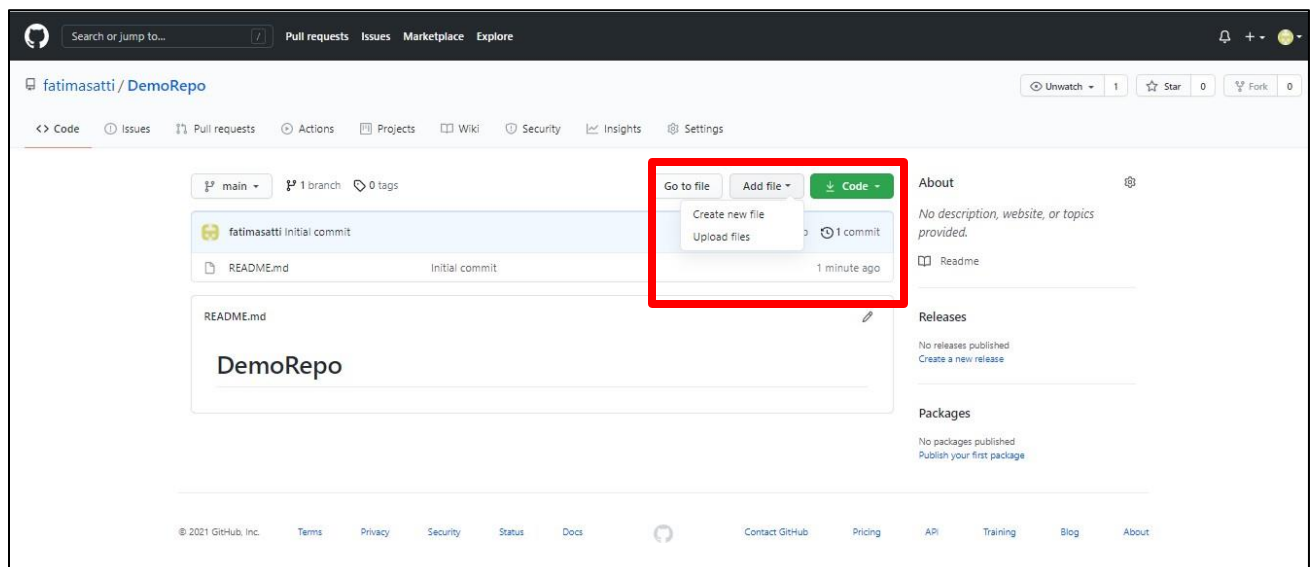 Search or jump to... /
Pull requests Issues Marketplace Explore
fatimasatti / DemoRepo
Unwatch 1 Star 0 Fork 0
<> Code Issues Pull requests Actions Projects Wiki Security Insights Settings
main 1 branch 0 tags
Go to file Add file Code
Create new file
Upload files
fatimasatti Initial commit
1 commit
README.md Initial commit 1 minute ago
README.md
DemoRepo
About
No description, website, or topics
provided.
Readme
Releases
No releases published
Create a new release
Packages
No packages published
Publish your first package
© 2021 GitHub, Inc. Terms Privacy Security Status Docs Contact GitHub Pricing API Training Blog About